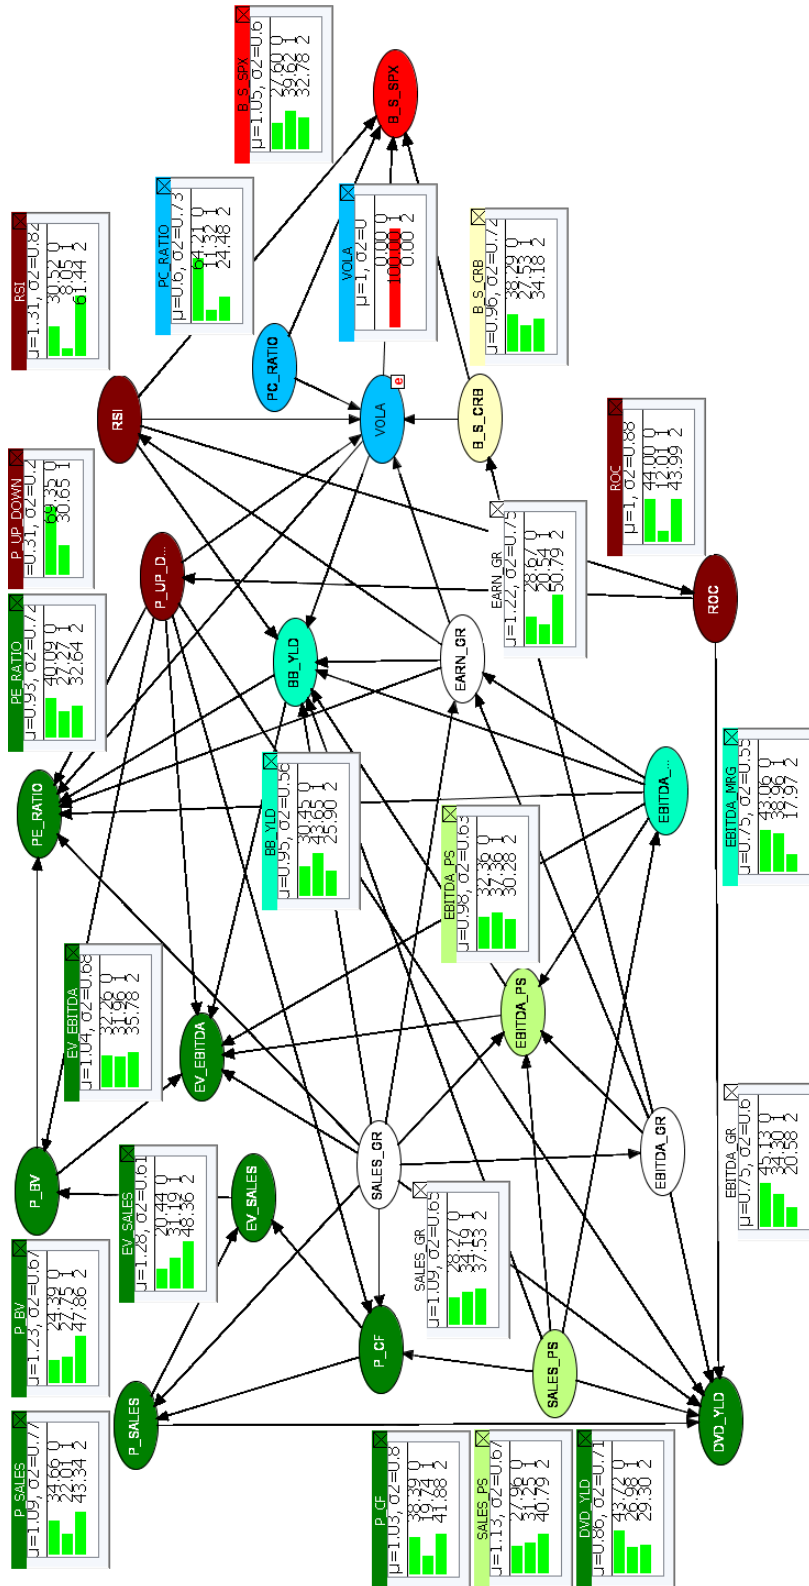 P_SALES
μ=1.09, σ2=0.77
34.66 0
22.01 1
43.34 2
P_BV
μ=1.23, σ2=0.67
24.39 0
27.75 1
47.86 2
PE_RATIO
μ=0.93, σ2=0.72
40.09 0
27.27 1
32.64 2
P_UP_DOWN
=0.31, σ2=0.2
69.35 0
30.65 1
RSI
μ=1.31, σ2=0.82
30.52 0
8.05 1
61.44 2
P_BV
PE_RATIO
EV_EBITDA
μ=1.04, σ2=0.68
32.26 0
31.96 1
35.78 2
P_SALES
EV_SALES
μ=1.28, σ2=0.61
20.44 0
31.19 1
48.36 2
RSI
P_UP_D...
PC_RATIO
μ=0.6, σ2=0.73
64.21 0
11.32 1
24.48 2
EV_EBITDA
EV_SALES
B_S_SPX
μ=1.05, σ2=0.6
27.60 0
39.62 1
32.78 2
BB_YLD
PC_RATIO
BB_YLD
μ=0.95, σ2=0.56
30.45 0
43.65 1
25.90 2
VOLA
μ=1, σ2=0
0.00 0
100.00 1
0.00 2
P_CF
SALES_GR
VOLA
e
B_S_SPX
P_CF
μ=1.03, σ2=0.8
38.39 0
19.74 1
41.88 2
SALES_GR
μ=1.09, σ2=0.65
28.27 0
34.19 1
37.53 2
EBITDA_PS
μ=0.98, σ2=0.63
32.36 0
37.36 1
30.28 2
EARN_GR
B_S_CRB
B_S_CRB
μ=0.96, σ2=0.72
38.29 0
27.53 1
34.18 2
SALES_PS
μ=1.13, σ2=0.67
27.96 0
31.25 1
40.79 2
EARN_GR
μ=1.22, σ2=0.75
28.67 0
20.54 1
50.79 2
EBITDA_PS
SALES_PS
DVD_YLD
μ=0.86, σ2=0.71
43.72 0
26.98 1
29.30 2
ROC
μ=1, σ2=0.88
44.00 0
12.01 1
43.99 2
EBITDA_GR
EBITDA_...
DVD_YLD
ROC
EBITDA_GR
μ=0.75, σ2=0.6
45.13 0
34.30 1
20.58 2
EBITDA_MRG
μ=0.75, σ2=0.55
43.06 0
38.96 1
17.97 2